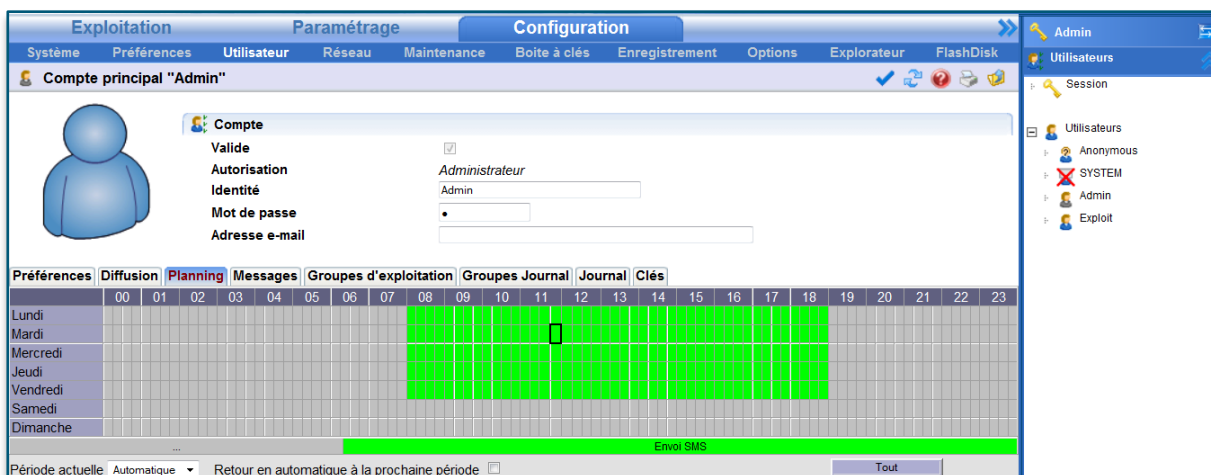 Exploitation Paramétrage Configuration
Système Préférences Utilisateur Réseau Maintenance Boite à clés Enregistrement Options Explorateur FlashDisk
Compte principal "Admin"
Compte
Valide
Autorisation Administrateur
Identité Admin
Mot de passe
Adresse e-mail
Préférences Diffusion Planning Messages Groupes d'exploitation Groupes Journal Journal Clés
00 01 02 03 04 05 06 07 08 09 10 11 12 13 14 15 16 17 18 19 20 21 22 23
Lundi
Mardi
Mercredi
Jeudi
Vendredi
Samedi
Dimanche
... Envoi SMS
Période actuelle Automatique Retour en automatique à la prochaine période Tout
Admin
Utilisateurs
Session
Utilisateurs
Anonymous
SYSTEM
Admin
Exploit